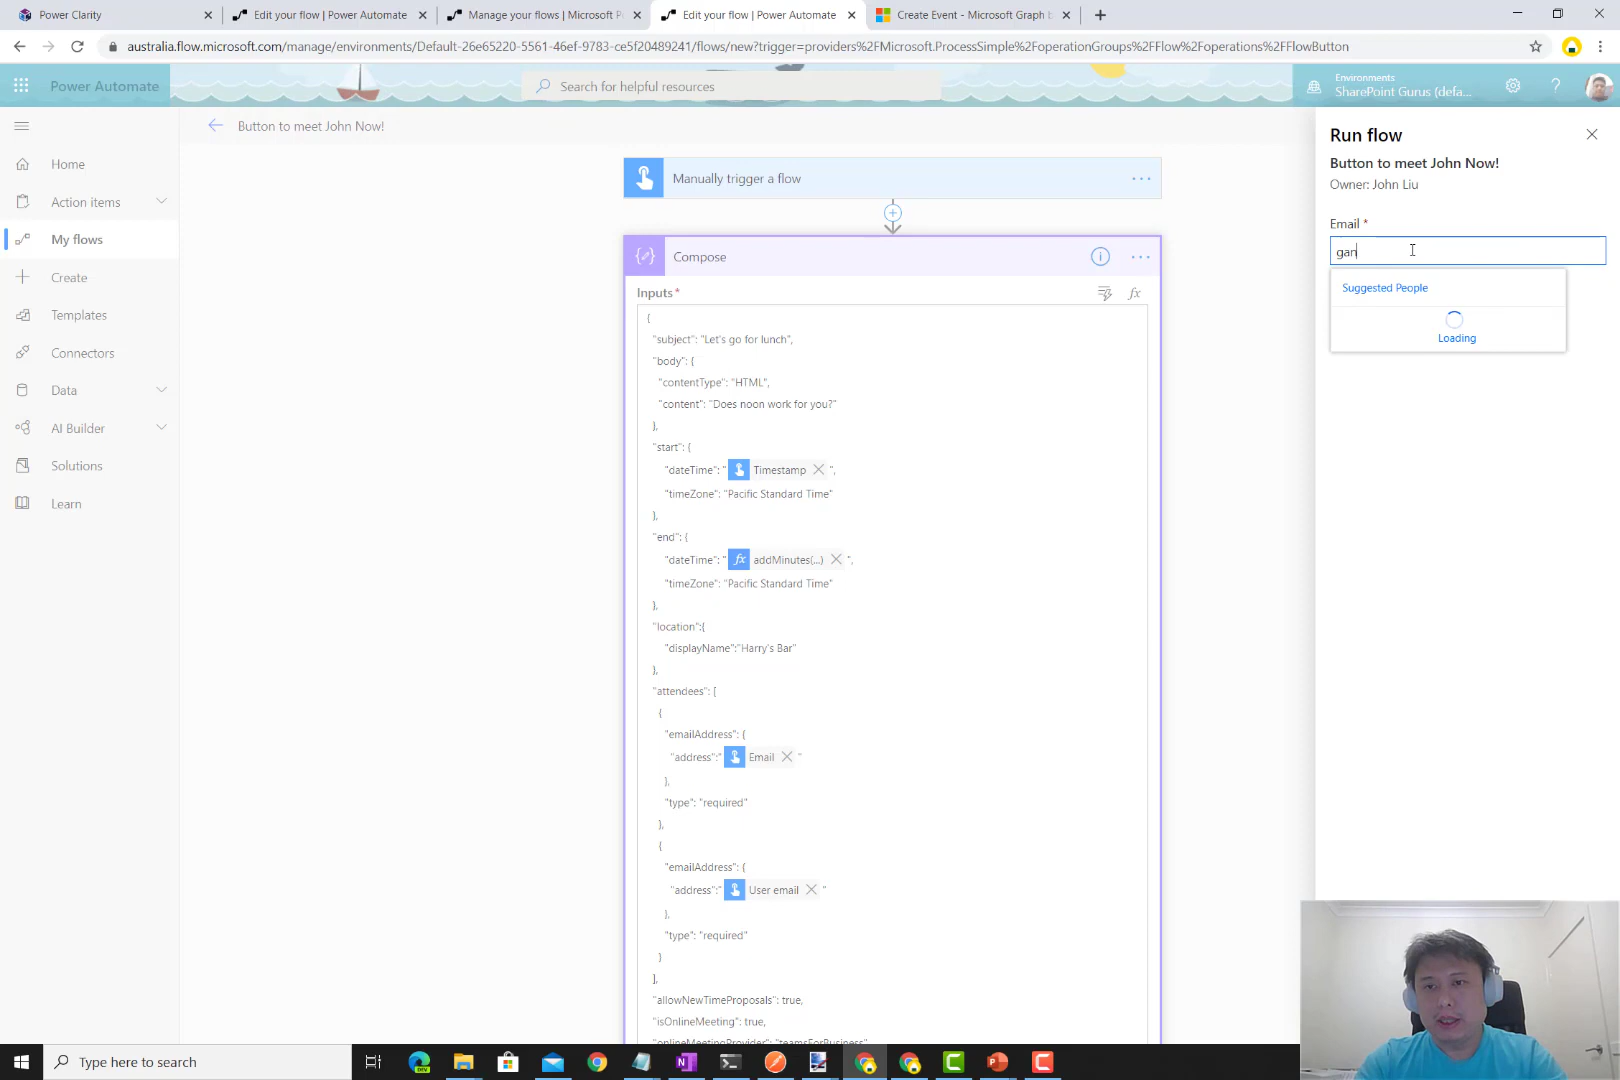 Power Clarity
Edit your flow | Power Automate
Manage your flows | Microsoft P
Edit your flow | Power Automate
Create Event - Microsoft Graph b
australia.flow.microsoft.com/manage/environments/Default-26e65220-5561-46ef-9783-ce5f20489241/flows/new?trigger=providers%2FMicrosoft.ProcessSimple%2FoperationGroups%2FFlow%2Foperations%2FFlowButton
Power Automate
Search for helpful resources
Environments
SharePoint Gurus (defa...
?
Button to meet John Now!
Home
Action items
My flows
Create
Templates
Connectors
Data
AI Builder
Solutions
Learn
Manually trigger a flow
Compose
Inputs *
fx
{
"subject": "Let's go for lunch",
"body": {
"contentType": "HTML",
"content": "Does noon work for you?"
},
"start": {
"dateTime": " Timestamp ",
"timeZone": "Pacific Standard Time"
},
"end": {
"dateTime": " fx addMinutes(...) ",
"timeZone": "Pacific Standard Time"
},
"location":{
"displayName":"Harry's Bar"
},
"attendees": [
{
"emailAddress": {
"address":" Email "
},
"type": "required"
},
{
"emailAddress": {
"address":" User email "
},
"type": "required"
}
],
"allowNewTimeProposals": true,
"isOnlineMeeting": true,
"onlineMeetingProvider": "teamsForBusiness"
Run flow
Button to meet John Now!
Owner: John Liu
Email *
gan
Suggested People
Loading
Type here to search